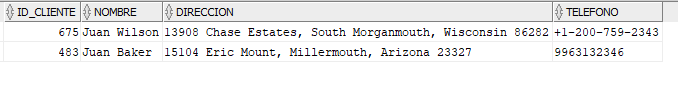 ID_CLIENTE NOMBRE DIRECCION TELEFONO
675 Juan Wilson 13908 Chase Estates, South Morganmouth, Wisconsin 86282 +1-200-759-2343
483 Juan Baker 15104 Eric Mount, Millermouth, Arizona 23327 9963132346